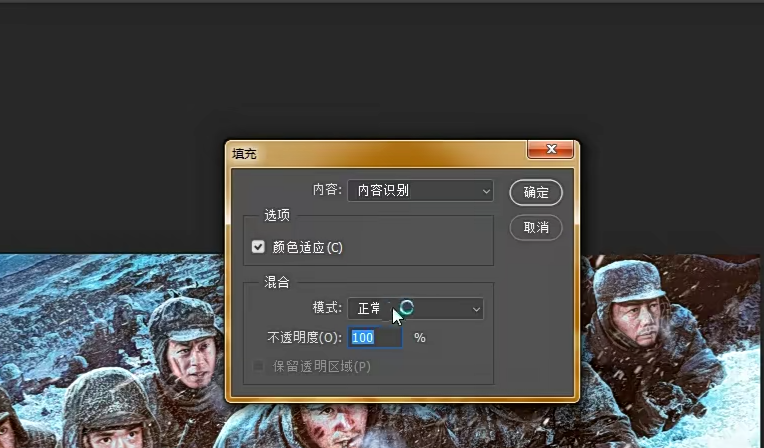 填充
内容: 内容识别
确定
选项
取消
颜色适应(C)
混合
模式: 正常
不透明度(O): 100 %
保留透明区域(P)